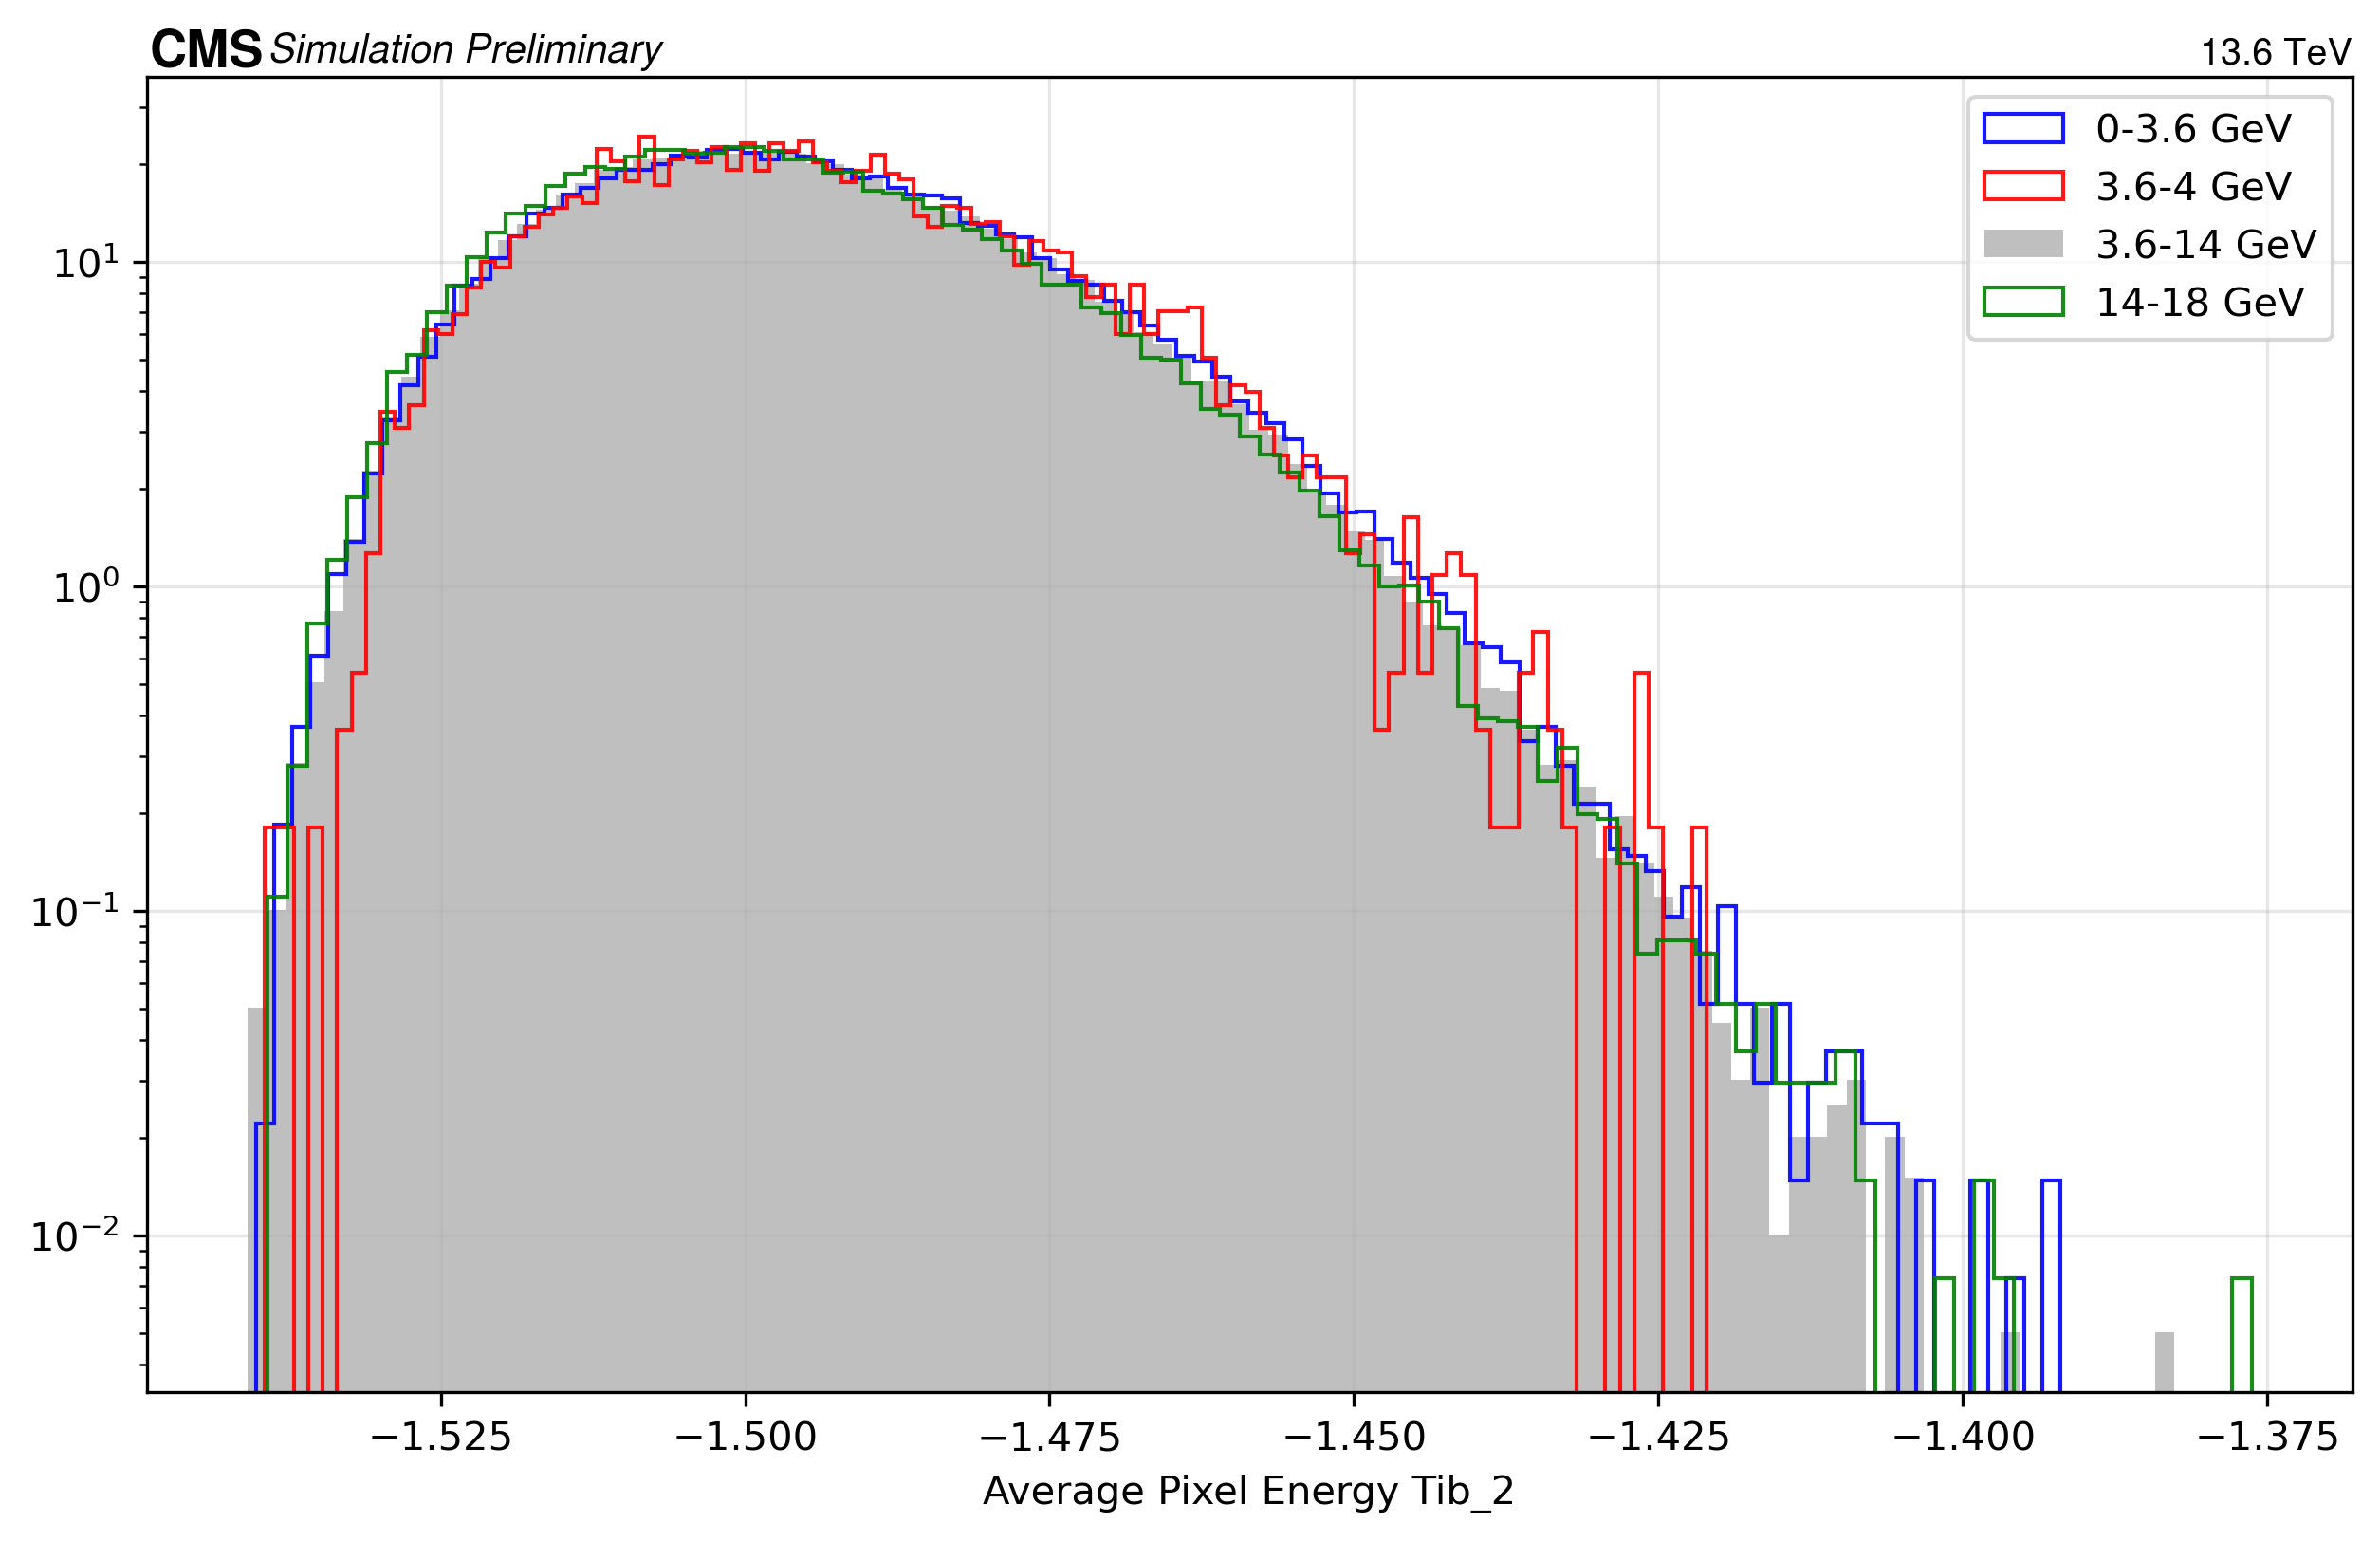 CMS Simulation Preliminary
13.6 TeV
0-3.6 GeV
3.6-4 GeV
3.6-14 GeV
14-18 GeV
10¹
10⁰
10⁻¹
10⁻²
−1.525 −1.500 −1.475 −1.450 −1.425 −1.400 −1.375
Average Pixel Energy Tib_2